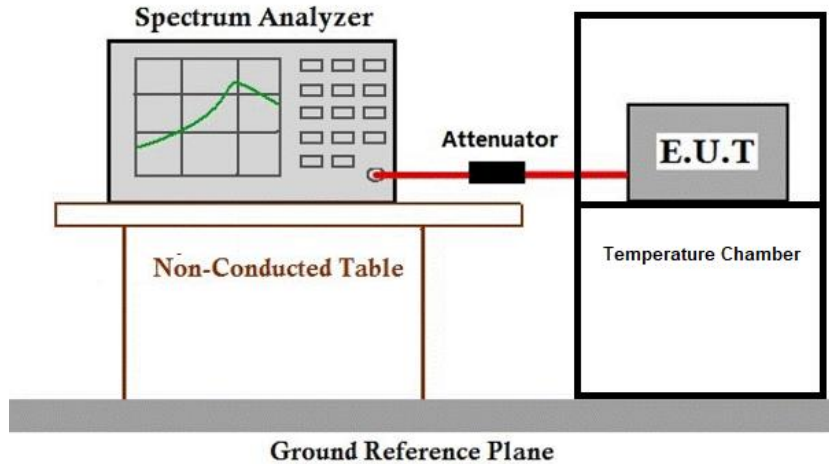 Spectrum Analyzer
Attenuator
E.U.T
Non-Conducted Table
Temperature Chamber
Ground Reference Plane